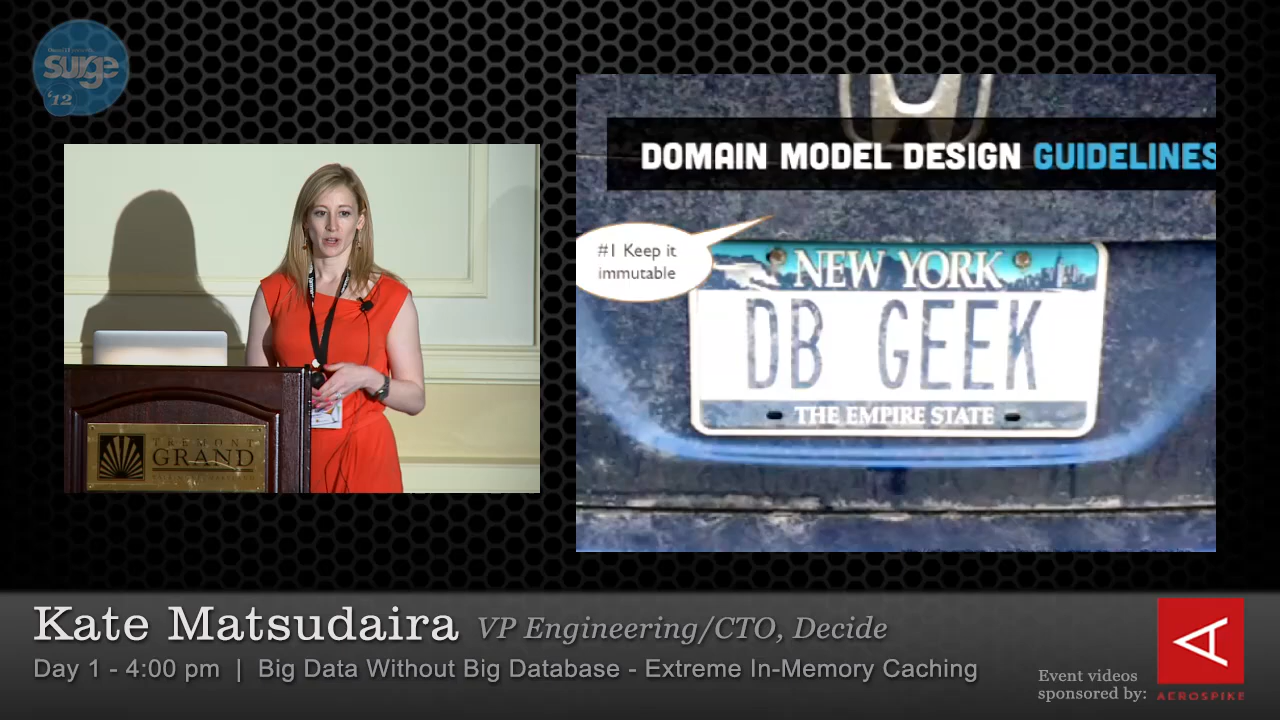 surge
'12
DOMAIN MODEL DESIGN GUIDELINES
#1 Keep it
immutable
NEW YORK
DB GEEK
THE EMPIRE STATE
TREMONT
GRAND
Kate Matsudaira VP Engineering/CTO, Decide
Day 1 - 4:00 pm | Big Data Without Big Database - Extreme In-Memory Caching
Event videos
sponsored by:
AEROSPIKE